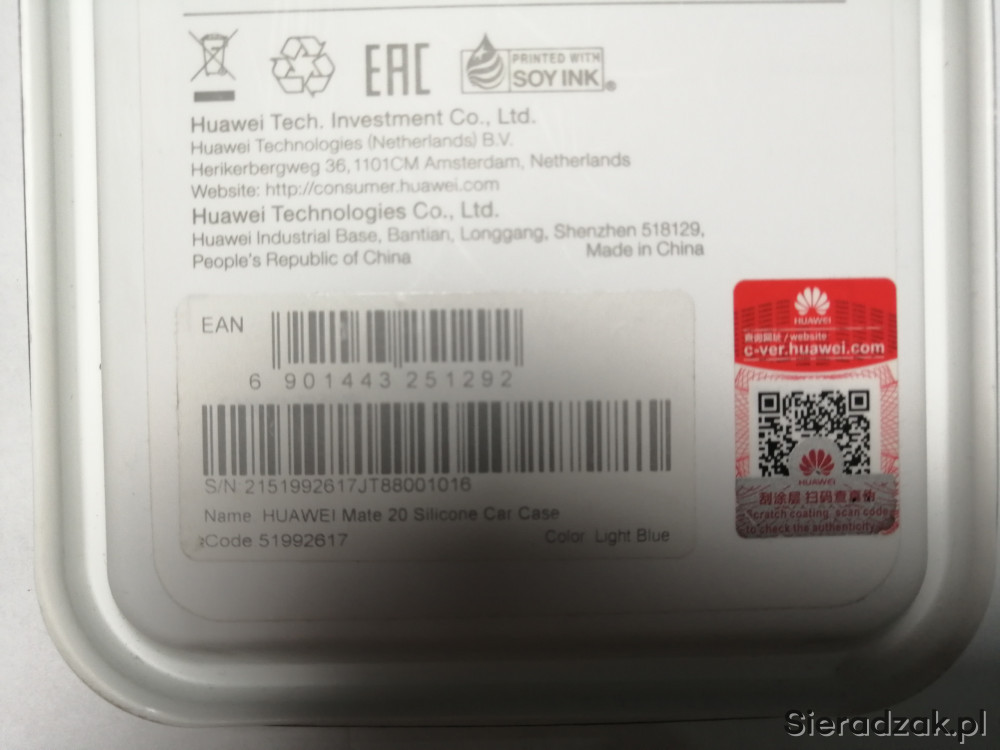 EAC
PRINTED WITH
SOY INK®
Huawei Tech. Investment Co., Ltd.
Huawei Technologies (Netherlands) B.V.
Herikerbergweg 36, 1101CM Amsterdam, Netherlands
Website: http://consumer.huawei.com
Huawei Technologies Co., Ltd.
Huawei Industrial Base, Bantian, Longgang, Shenzhen 518129,
People's Republic of China
Made in China
EAN
6 901443 251292
S/N 2151992617JT88001016
Name HUAWEI Mate 20 Silicone Car Case
Code 51992617
Color Light Blue
HUAWEI
查询网址 / website
c-ver.huawei.com
HUAWEI
刮涂层 扫码查真伪
Scratch coating, scan code
to check the authenticity
Sieradzak.pl